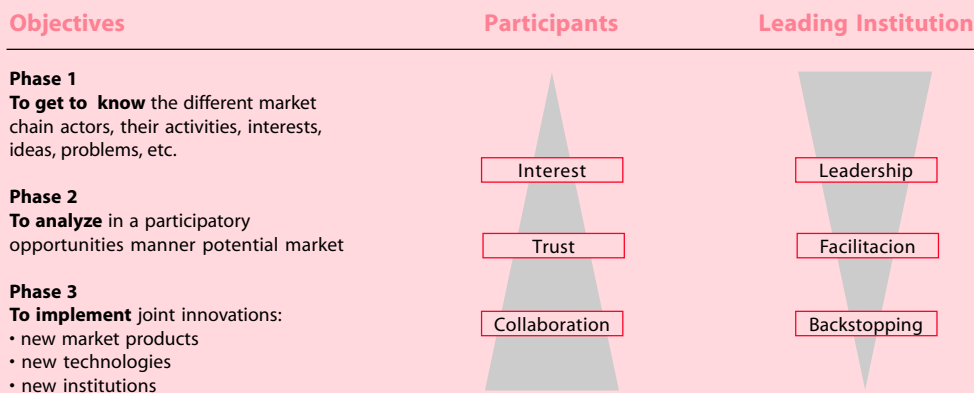 Objectives
Participants
Leading Institution
Phase 1
To get to know the different market
chain actors, their activities, interests,
ideas, problems, etc.
Interest
Leadership
Phase 2
To analyze in a participatory
opportunities manner potential market
Trust
Facilitacion
Phase 3
To implement joint innovations:
• new market products
• new technologies
• new institutions
Collaboration
Backstopping